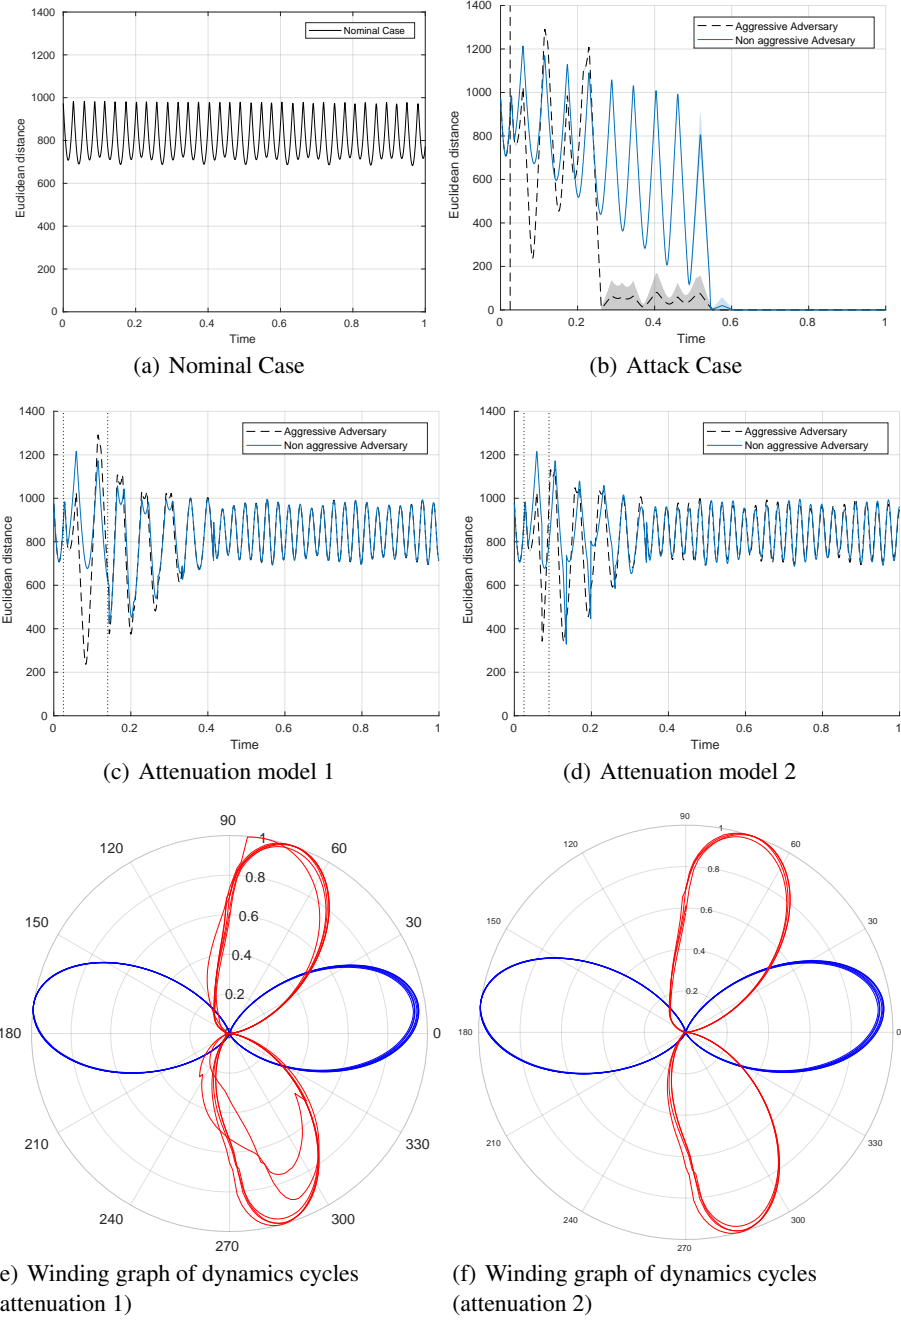 1400
1200
1000
800
600
400
200
0
Euclidean distance
Nominal Case
0 0.2 0.4 0.6 0.8 1
Time
(a) Nominal Case
1400
1200
1000
800
600
400
200
0
Euclidean distance
Aggressive Adversary
Non aggressive Advesary
0 0.2 0.4 0.6 0.8 1
Time
(b) Attack Case
1400
1200
1000
800
600
400
200
0
Euclidean distance
Aggressive Adversary
Non aggressive Adversary
0 0.2 0.4 0.6 0.8 1
Time
(c) Attenuation model 1
1400
1200
1000
800
600
400
200
0
Euclidean distance
Aggressive Adversary
Non aggressive Adversary
0 0.2 0.4 0.6 0.8 1
Time
(d) Attenuation model 2
90
120 1 60
0.8
150 0.6 30
0.4
0.2
180 0
210 330
240 300
270
e) Winding graph of dynamics cycles
attenuation 1)
90
120 1 60
0.8
150 0.6 30
0.4
0.2
180 0
210 330
240 300
270
(f) Winding graph of dynamics cycles
(attenuation 2)